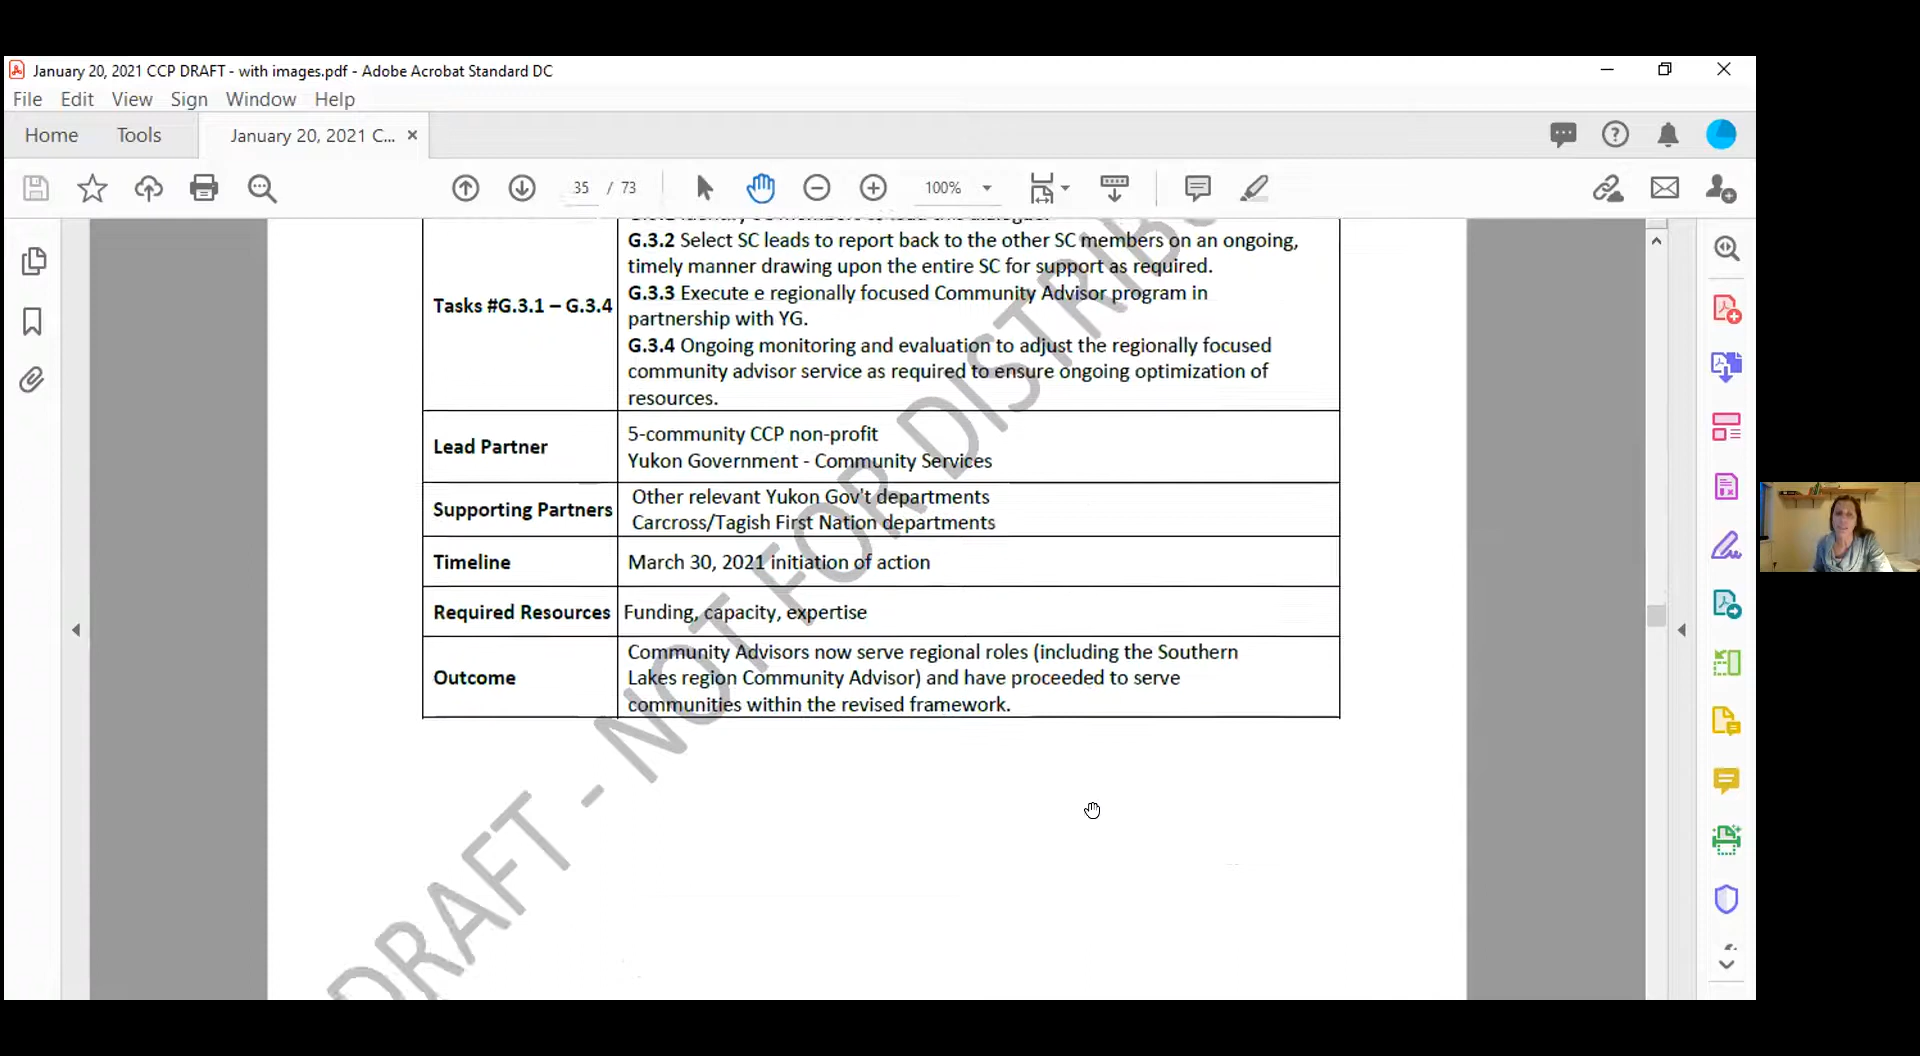 January 20, 2021 CCP DRAFT - with images.pdf - Adobe Acrobat Standard DC
File Edit View Sign Window Help
Home Tools January 20, 2021 C... ×
35 / 73 100%
G.3.2 Select SC leads to report back to the other SC members on an ongoing,
timely manner drawing upon the entire SC for support as required.
G.3.3 Execute e regionally focused Community Advisor program in
Tasks #G.3.1 – G.3.4
partnership with YG.
G.3.4 Ongoing monitoring and evaluation to adjust the regionally focused
community advisor service as required to ensure ongoing optimization of
resources.
Lead Partner
5-community CCP non-profit
Yukon Government - Community Services
Supporting Partners
Other relevant Yukon Gov't departments
Carcross/Tagish First Nation departments
Timeline
March 30, 2021 initiation of action
Required Resources
Funding, capacity, expertise
Outcome
Community Advisors now serve regional roles (including the Southern
Lakes region Community Advisor) and have proceeded to serve
communities within the revised framework.
DRAFT - NOT FOR